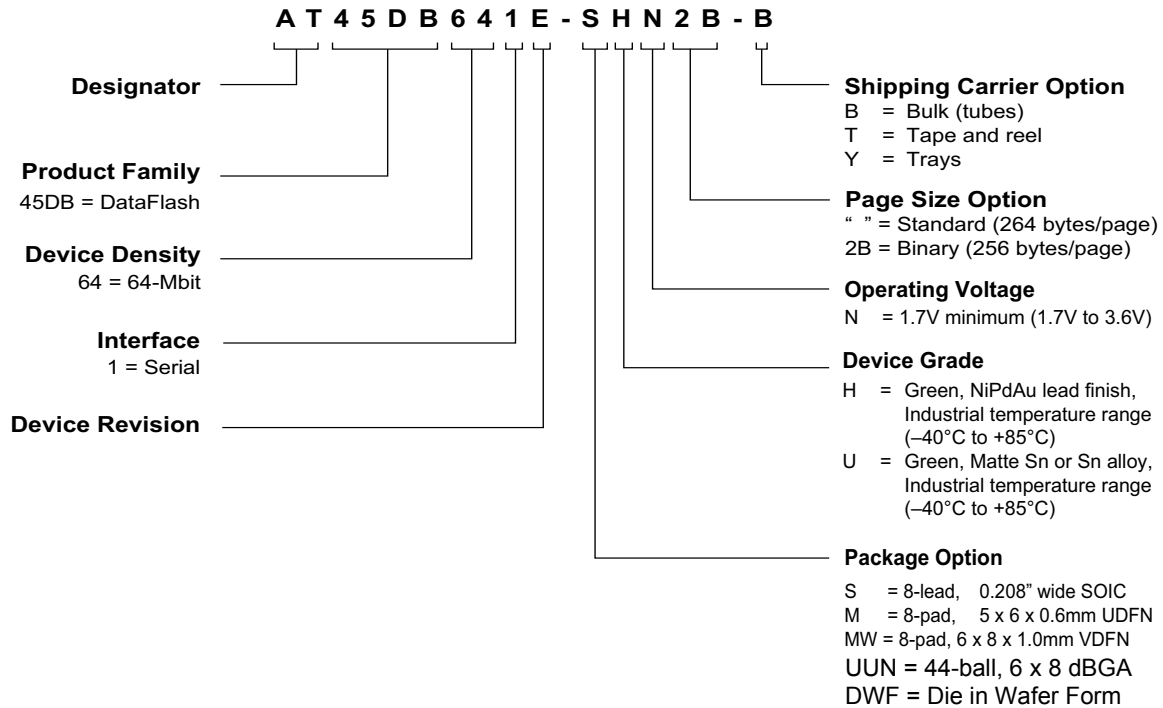 A T 4 5 D B 6 4 1 E - S H N 2 B - B
Designator
Product Family
45DB = DataFlash
Device Density
64 = 64-Mbit
Interface
1 = Serial
Device Revision
Shipping Carrier Option
B = Bulk (tubes)
T = Tape and reel
Y = Trays
Page Size Option
“ ” = Standard (264 bytes/page)
2B = Binary (256 bytes/page)
Operating Voltage
N = 1.7V minimum (1.7V to 3.6V)
Device Grade
H = Green, NiPdAu lead finish,
Industrial temperature range
(–40°C to +85°C)
U = Green, Matte Sn or Sn alloy,
Industrial temperature range
(–40°C to +85°C)
Package Option
S = 8-lead, 0.208” wide SOIC
M = 8-pad, 5 x 6 x 0.6mm UDFN
MW = 8-pad, 6 x 8 x 1.0mm VDFN
UUN = 44-ball, 6 x 8 dBGA
DWF = Die in Wafer Form